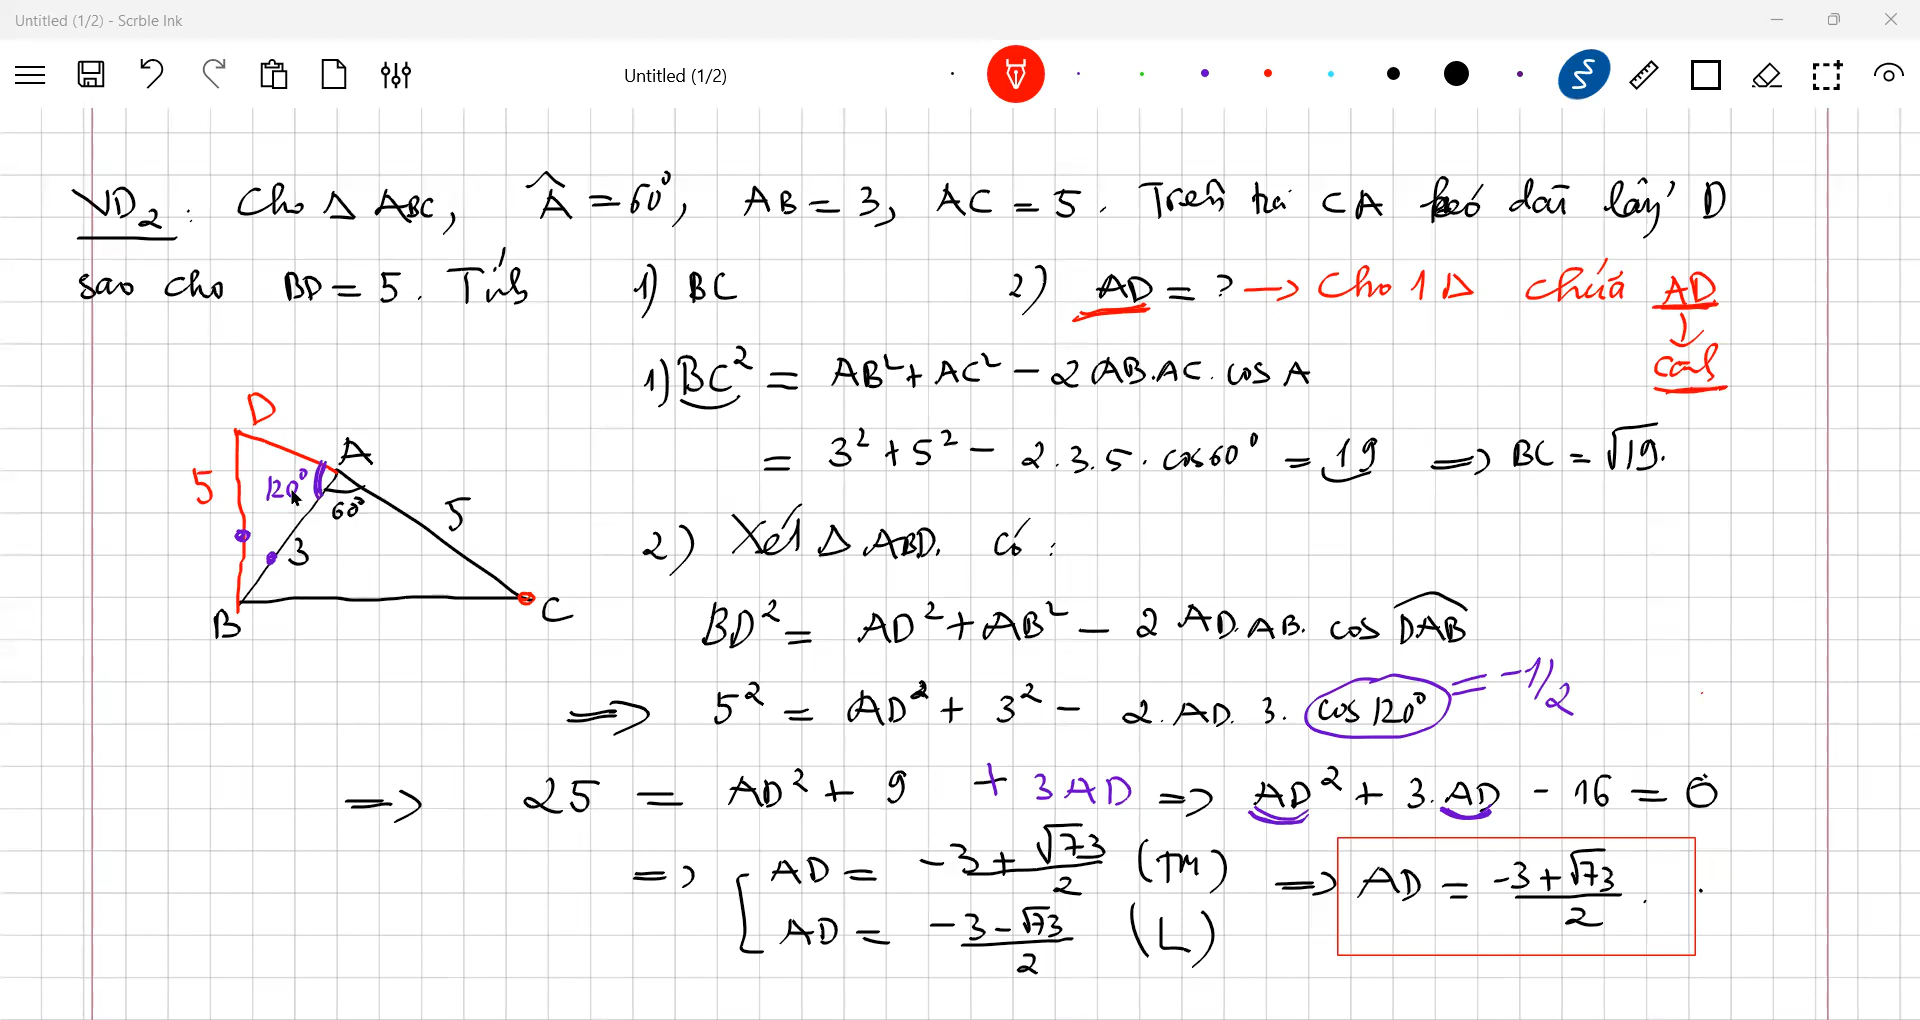 Untitled (1/2) - Scrble Ink
Untitled (1/2)
VD₂: Cho Δ ABC, Â = 60°, AB = 3, AC = 5. Trên tia CA kéo dài lấy D
sao cho BD = 5. Tính 1) BC 2) AD = ? → Cho 1 Δ chứa AD
↓
cạnh
1) BC² = AB² + AC² - 2 AB.AC. cos A
= 3² + 5² - 2.3.5. cos60° = 19 ⇒ BC = √19.
D
A
5
120°
60°
5
3
B
C
2) Xét Δ ABD. có:
BD² = AD² + AB² - 2 AD.AB. cos DAB
⇒ 5² = AD² + 3² - 2.AD.3. cos 120° = -1/2
⇒ 25 = AD² + 9 + 3AD ⇒ AD² + 3.AD - 16 = 0
⇒ [ AD = (-3+√73)/2 (TM) ⇒ AD = (-3+√73)/2.
AD = (-3-√73)/2 (L)